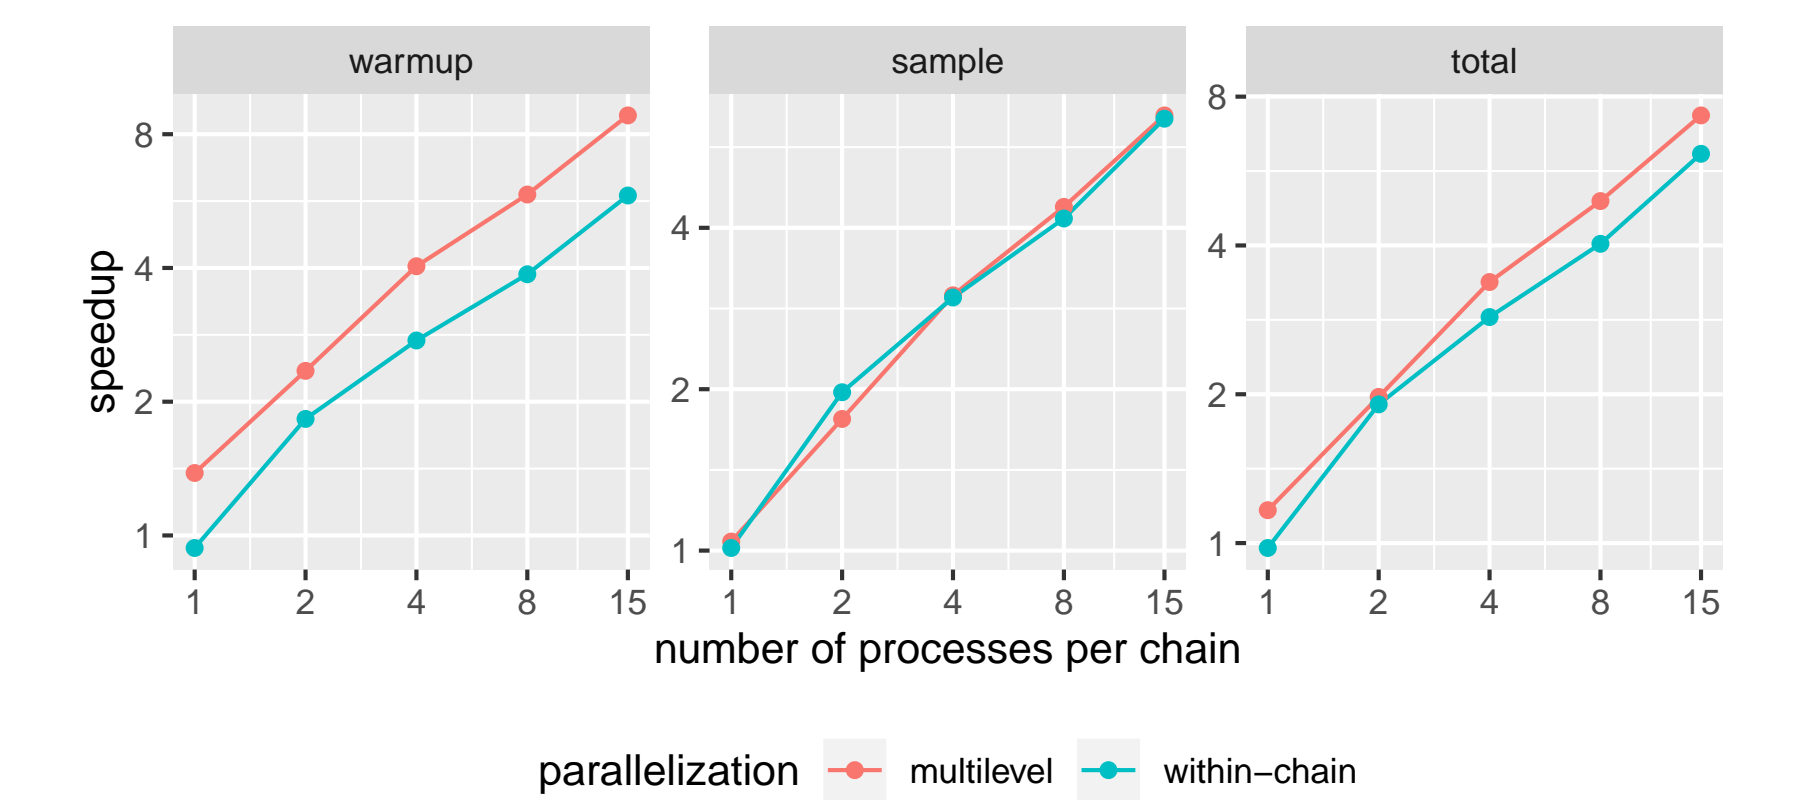 warmup sample total
8
4
2
1
4
2
1
8
4
2
1
speedup
1 2 4 8 15 1 2 4 8 15 1 2 4 8 15
number of processes per chain
parallelization multilevel within−chain